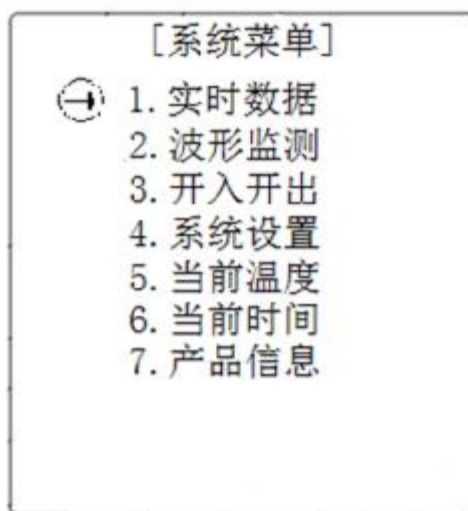 [系统菜单]
1. 实时数据
2. 波形监测
3. 开入开出
4. 系统设置
5. 当前温度
6. 当前时间
7. 产品信息